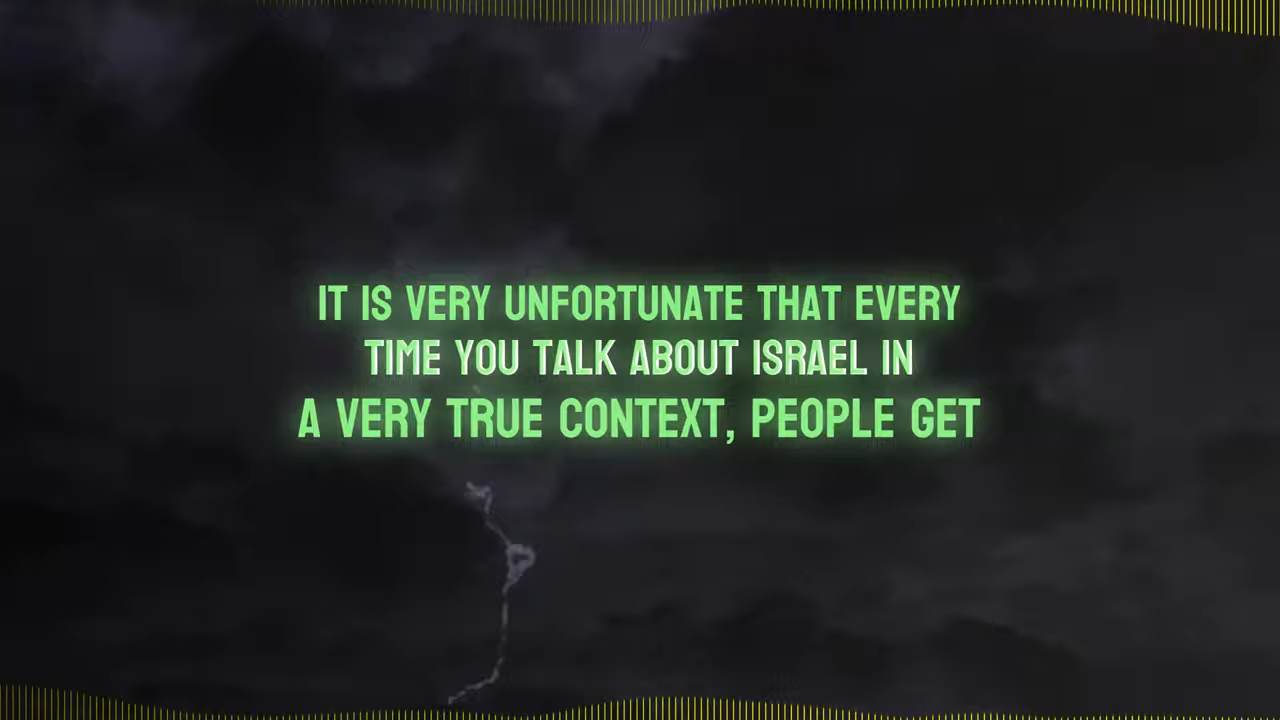 IT IS VERY UNFORTUNATE THAT EVERY
TIME YOU TALK ABOUT ISRAEL IN
A VERY TRUE CONTEXT, PEOPLE GET